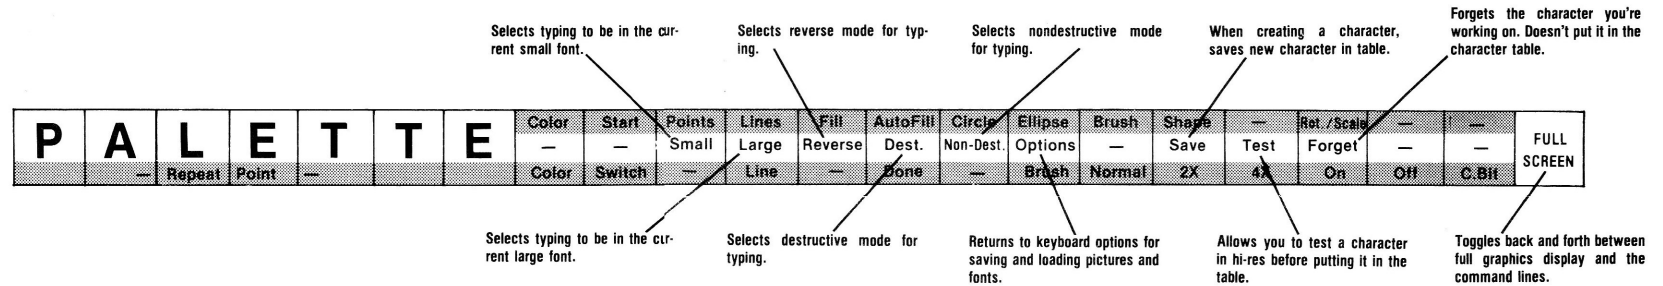 Selects typing to be in the cur-
rent small font.
Selects reverse mode for typ-
ing.
Selects nondestructive mode
for typing.
When creating a character,
saves new character in table.
Forgets the character you're
working on. Doesn't put it in the
character table.
PALETTE
Color Start Points Lines Fill AutoFill Circle Ellipse Brush Shape — Rot./Scale — —
— — Small Large Reverse Dest. Non-Dest. Options — Save Test Forget — —
FULL
SCREEN
— Repeat Point — Color Switch — Line — Done — Brush Normal 2X 4X On Off C.Bit
Selects typing to be in the cur-
rent large font.
Selects destructive mode for
typing.
Returns to keyboard options for
saving and loading pictures and
fonts.
Allows you to test a character
in hi-res before putting it in the
table.
Toggles back and forth between
full graphics display and the
command lines.